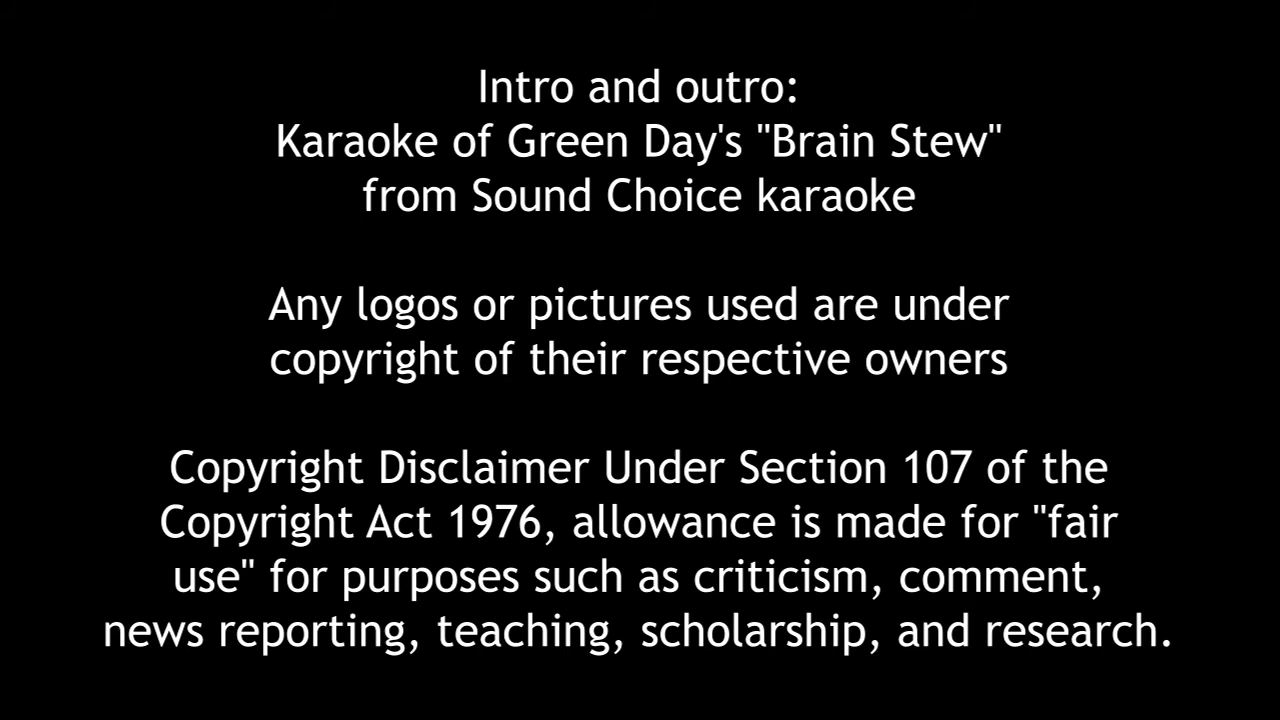 Intro and outro:
Karaoke of Green Day's "Brain Stew"
from Sound Choice karaoke
Any logos or pictures used are under
copyright of their respective owners
Copyright Disclaimer Under Section 107 of the
Copyright Act 1976, allowance is made for "fair
use" for purposes such as criticism, comment,
news reporting, teaching, scholarship, and research.